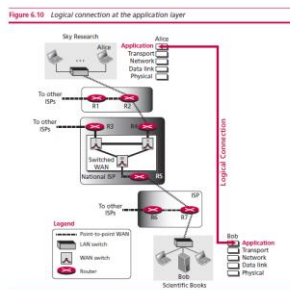 Figure 6.10 Logical connection at the application layer
Sky Research
Alice
Alice
Application
Transport
Network
Data link
Physical
To other
ISPs
R1
R2
To other
ISPs
R3
R4
Switched
WAN
National ISP
R5
Logical Connection
ISP
To other
ISPs
R6
R7
Legend
Point-to-point WAN
LAN switch
WAN switch
Router
Bob
Scientific Books
Bob
Application
Transport
Network
Data link
Physical